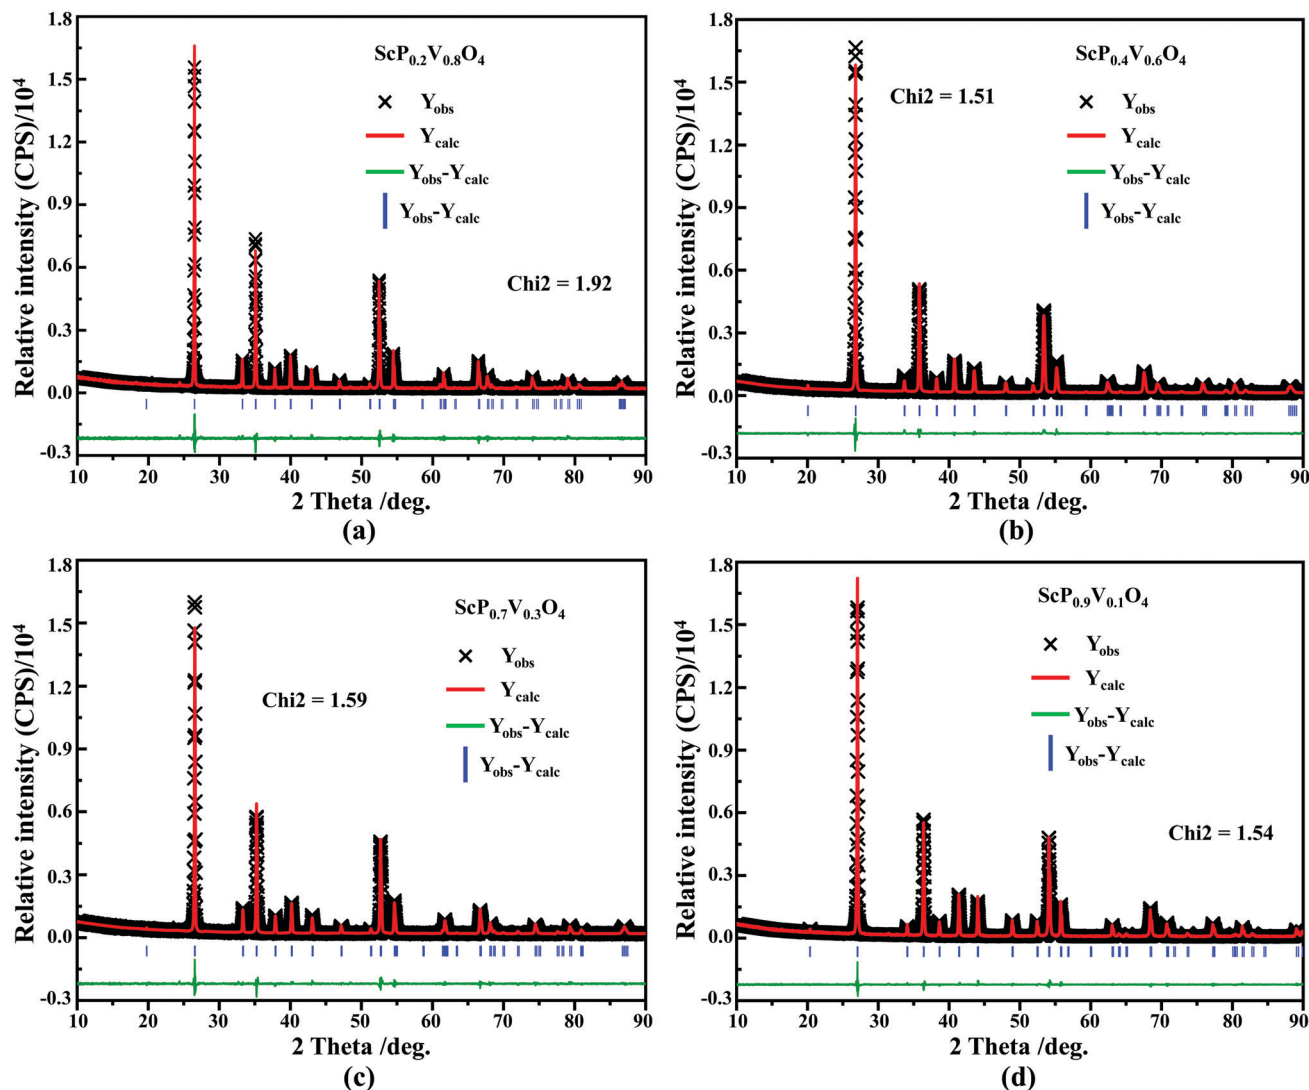 1.8
1.5
1.2
0.9
0.6
0.3
0.0
-0.3
Relative intensity (CPS)/10⁴
ScP₀.₂V₀.₈O₄
Yobs
Ycalc
Yobs-Ycalc
Yobs-Ycalc
Chi2 = 1.92
10 20 30 40 50 60 70 80 90
2 Theta /deg.
(a)
1.8
1.5
1.2
0.9
0.6
0.3
0.0
-0.3
Relative intensity (CPS)/10⁴
ScP₀.₄V₀.₆O₄
Chi2 = 1.51
Yobs
Ycalc
Yobs-Ycalc
Yobs-Ycalc
10 20 30 40 50 60 70 80 90
2 Theta /deg.
(b)
1.8
1.5
1.2
0.9
0.6
0.3
0.0
-0.3
Relative intensity (CPS)/10⁴
ScP₀.₇V₀.₃O₄
Yobs
Chi2 = 1.59
Ycalc
Yobs-Ycalc
Yobs-Ycalc
10 20 30 40 50 60 70 80 90
2 Theta /deg.
(c)
1.8
1.5
1.2
0.9
0.6
0.3
0.0
-0.3
Relative intensity (CPS)/10⁴
ScP₀.₉V₀.₁O₄
Yobs
Ycalc
Yobs-Ycalc
Yobs-Ycalc
Chi2 = 1.54
10 20 30 40 50 60 70 80 90
2 Theta /deg.
(d)